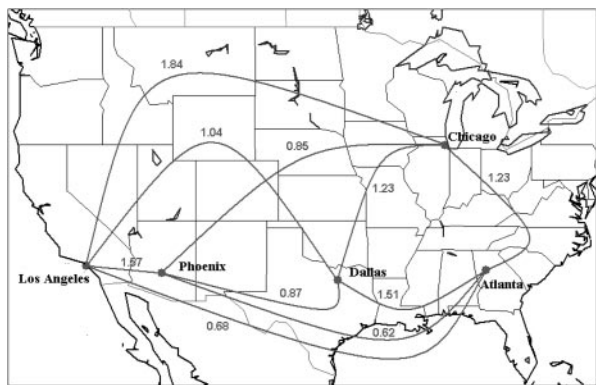 1.84
Chicago
1.04
0.85
1.23
1.23
1.57
Phoenix
Los Angeles
Dallas
Atlanta
0.87
1.51
0.68
0.62